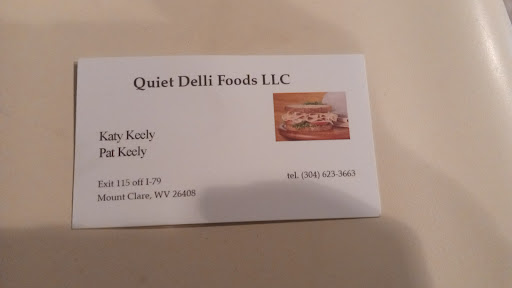 Quiet Delli Foods LLC
Katy Keely
Pat Keely
Exit 115 off I-79
Mount Clare, WV 26408
tel. (304) 623-3663